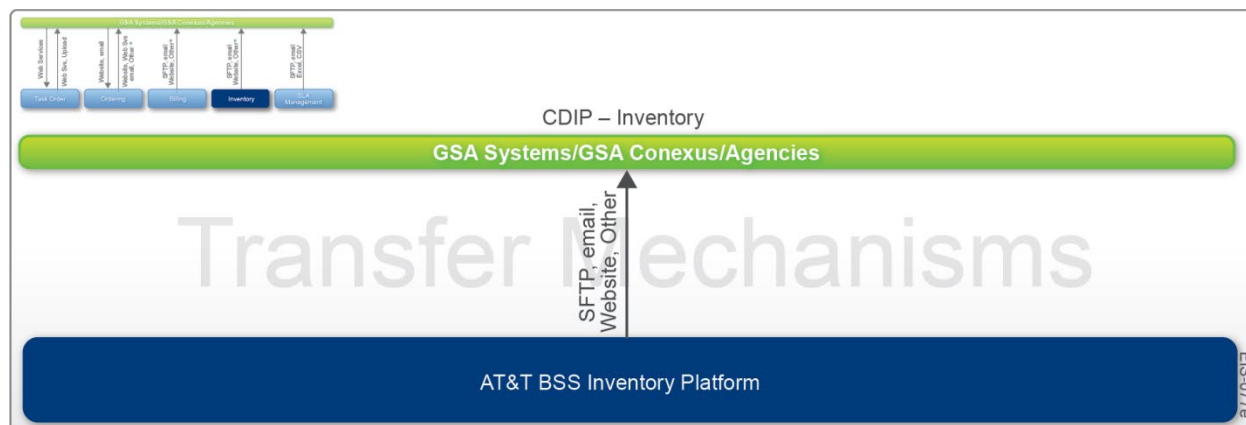 GSA Systems/GSA Conexus/Agencies
Web Services
Web Svs, Upload
Website, email
Website, Web Svs
email, Other *
SFTP, email
Website, Other*
SFTP, email
Website, Other*
SFTP, email
Excel, CSV
Task Order
Ordering
Billing
Inventory
SLA
Management
CDIP – Inventory
GSA Systems/GSA Conexus/Agencies
Transfer Mechanisms
SFTP, email,
Website, Other
AT&T BSS Inventory Platform